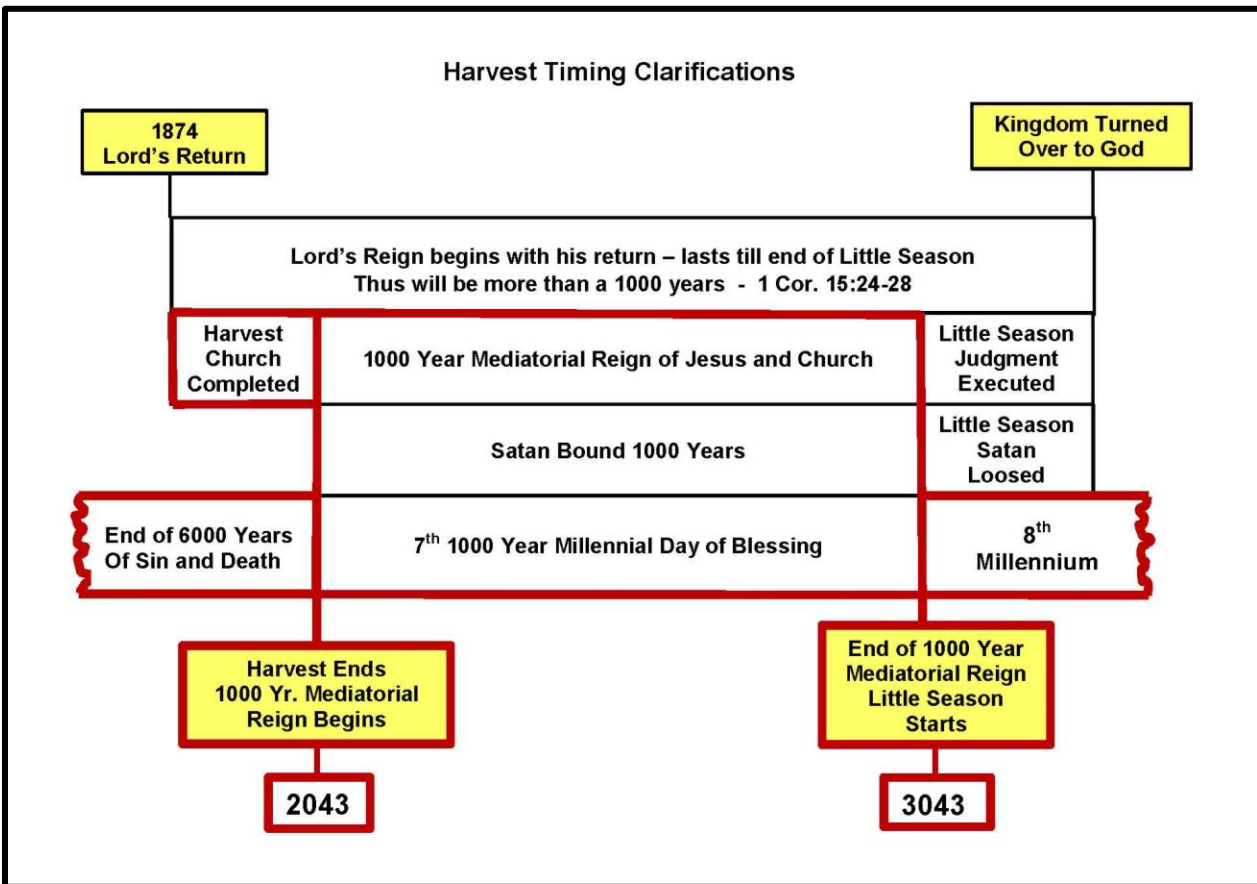 Harvest Timing Clarifications
1874
Lord's Return
Kingdom Turned
Over to God
Lord's Reign begins with his return – lasts till end of Little Season
Thus will be more than a 1000 years - 1 Cor. 15:24-28
Harvest
Church
Completed
1000 Year Mediatorial Reign of Jesus and Church
Little Season
Judgment
Executed
Satan Bound 1000 Years
Little Season
Satan
Loosed
End of 6000 Years
Of Sin and Death
7th 1000 Year Millennial Day of Blessing
8th
Millennium
Harvest Ends
1000 Yr. Mediatorial
Reign Begins
End of 1000 Year
Mediatorial Reign
Little Season
Starts
2043
3043